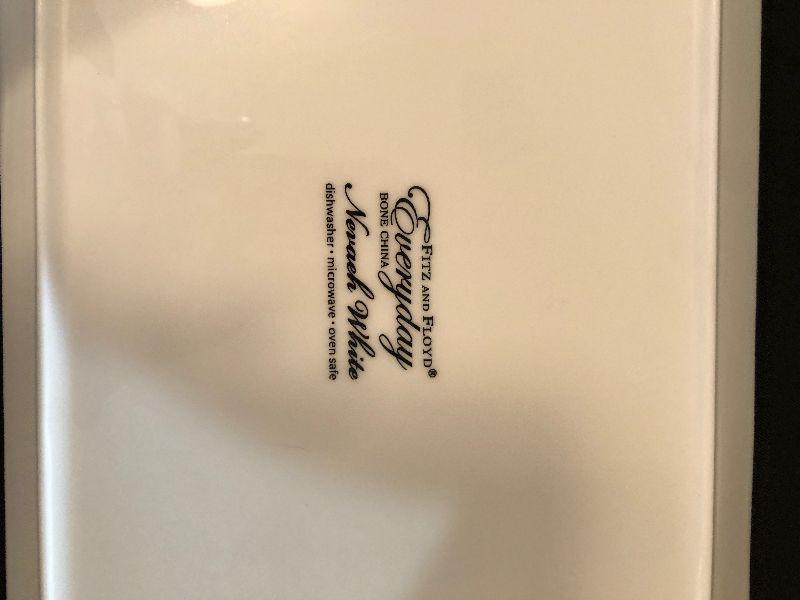 FITZ AND FLOYD®
Everyday
BONE CHINA
Nevaeh White
dishwasher • microwave • oven safe